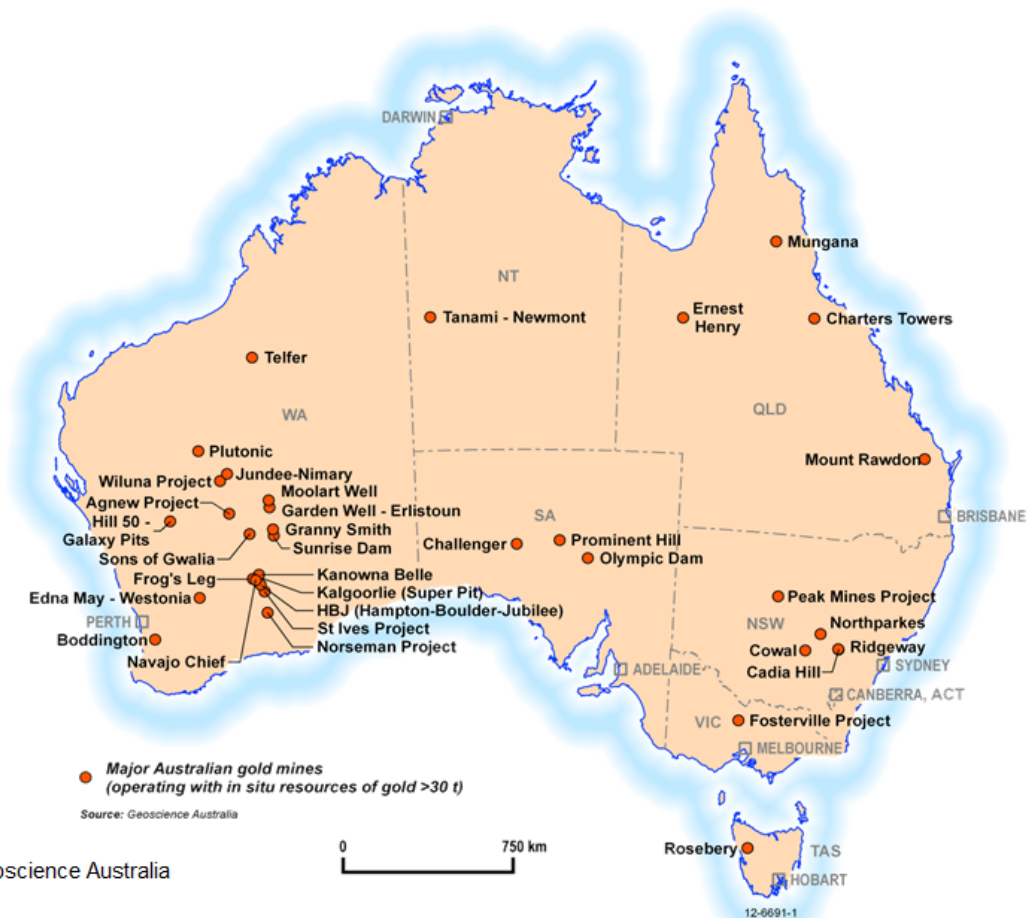 DARWIN
Mungana
NT
Tanami - Newmont
Ernest
Henry
Charters Towers
Telfer
WA
QLD
Plutonic
Mount Rawdon
Jundee-Nimary
Wiluna Project
Moolart Well
Agnew Project
Garden Well - Erlistoun
Hill 50 -
Galaxy Pits
SA
BRISBANE
Granny Smith
Sunrise Dam
Challenger
Prominent Hill
Sons of Gwalia
Olympic Dam
Kanowna Belle
Frog's Leg
Kalgoorlie (Super Pit)
Edna May - Westonia
Peak Mines Project
HBJ (Hampton-Boulder-Jubilee)
PERTH
NSW
Northparkes
St Ives Project
Boddington
Norseman Project
Cowal
Ridgeway
Navajo Chief
Cadia Hill
SYDNEY
ADELAIDE
CANBERRA, ACT
VIC
Fosterville Project
MELBOURNE
Major Australian gold mines
(operating with in situ resources of gold >30 t)
Source: Geoscience Australia
0
750 km
Rosebery
TAS
oscience Australia
HOBART
12-6691-1